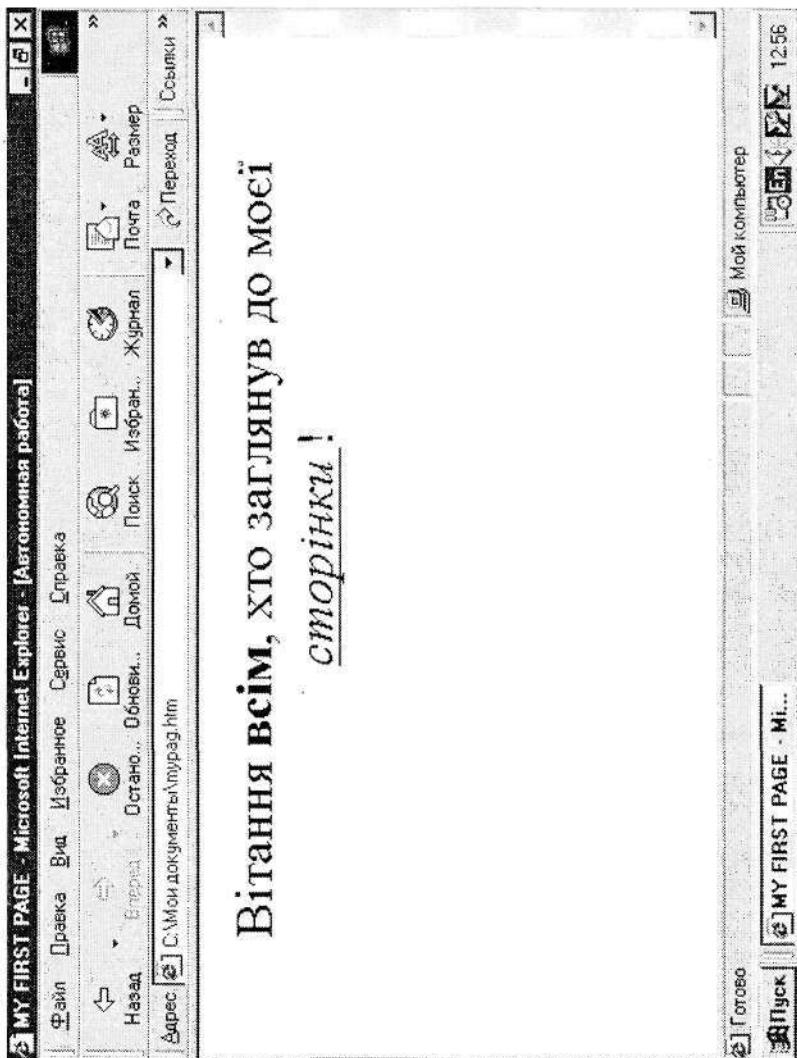 MY FIRST PAGE - Microsoft Internet Explorer - [Автономная работа]
Файл Правка Вид Избранное Сервис Справка
Назад Вперед Остано... Обнови... Домой Поиск Избран... Журнал Почта Размер »
Адрес C:\Мои документы\mypag.htm Переход Ссылки »
Вітання всім, хто заглянув до моєї
сторінки !
Готово Мой компьютер
Пуск MY FIRST PAGE - Mi... En 12:56